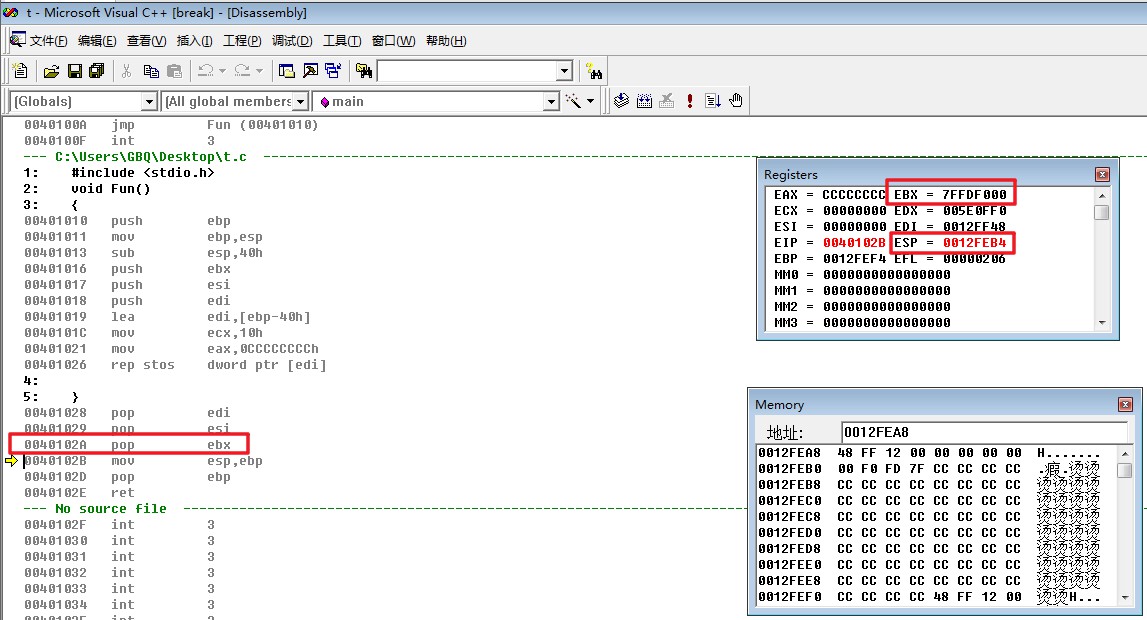 t - Microsoft Visual C++ [break] - [Disassembly]
文件(F) 编辑(E) 查看(V) 插入(I) 工程(P) 调试(D) 工具(T) 窗口(W) 帮助(H)
(Globals) (All global members main
0040100A jmp Fun (00401010)
0040100F int 3
--- C:\Users\GBQ\Desktop\t.c
1: #include <stdio.h>
2: void Fun()
3: {
00401010 push ebp
00401011 mov ebp,esp
00401013 sub esp,40h
00401016 push ebx
00401017 push esi
00401018 push edi
00401019 lea edi,[ebp-40h]
0040101C mov ecx,10h
00401021 mov eax,0CCCCCCCCh
00401026 rep stos dword ptr [edi]
4:
5: }
00401028 pop edi
00401029 pop esi
0040102A pop ebx
0040102B mov esp,ebp
0040102D pop ebp
0040102E ret
--- No source file
0040102F int 3
00401030 int 3
00401031 int 3
00401032 int 3
00401033 int 3
00401034 int 3
Registers
EAX = CCCCCCCC EBX = 7FFDF000
ECX = 00000000 EDX = 005E0FF0
ESI = 00000000 EDI = 0012FF48
EIP = 0040102B ESP = 0012FEB4
EBP = 0012FEF4 EFL = 00000206
MM0 = 0000000000000000
MM1 = 0000000000000000
MM2 = 0000000000000000
MM3 = 0000000000000000
Memory
地址: 0012FEA8
0012FEA8 48 FF 12 00 00 00 00 00 H.......
0012FEB0 00 F0 FD 7F CC CC CC CC .瘕.烫烫
0012FEB8 CC CC CC CC CC CC CC CC 烫烫烫烫
0012FEC0 CC CC CC CC CC CC CC CC 烫烫烫烫
0012FEC8 CC CC CC CC CC CC CC CC 烫烫烫烫
0012FED0 CC CC CC CC CC CC CC CC 烫烫烫烫
0012FED8 CC CC CC CC CC CC CC CC 烫烫烫烫
0012FEE0 CC CC CC CC CC CC CC CC 烫烫烫烫
0012FEE8 CC CC CC CC CC CC CC CC 烫烫烫烫
0012FEF0 CC CC CC CC 48 FF 12 00 烫烫H...